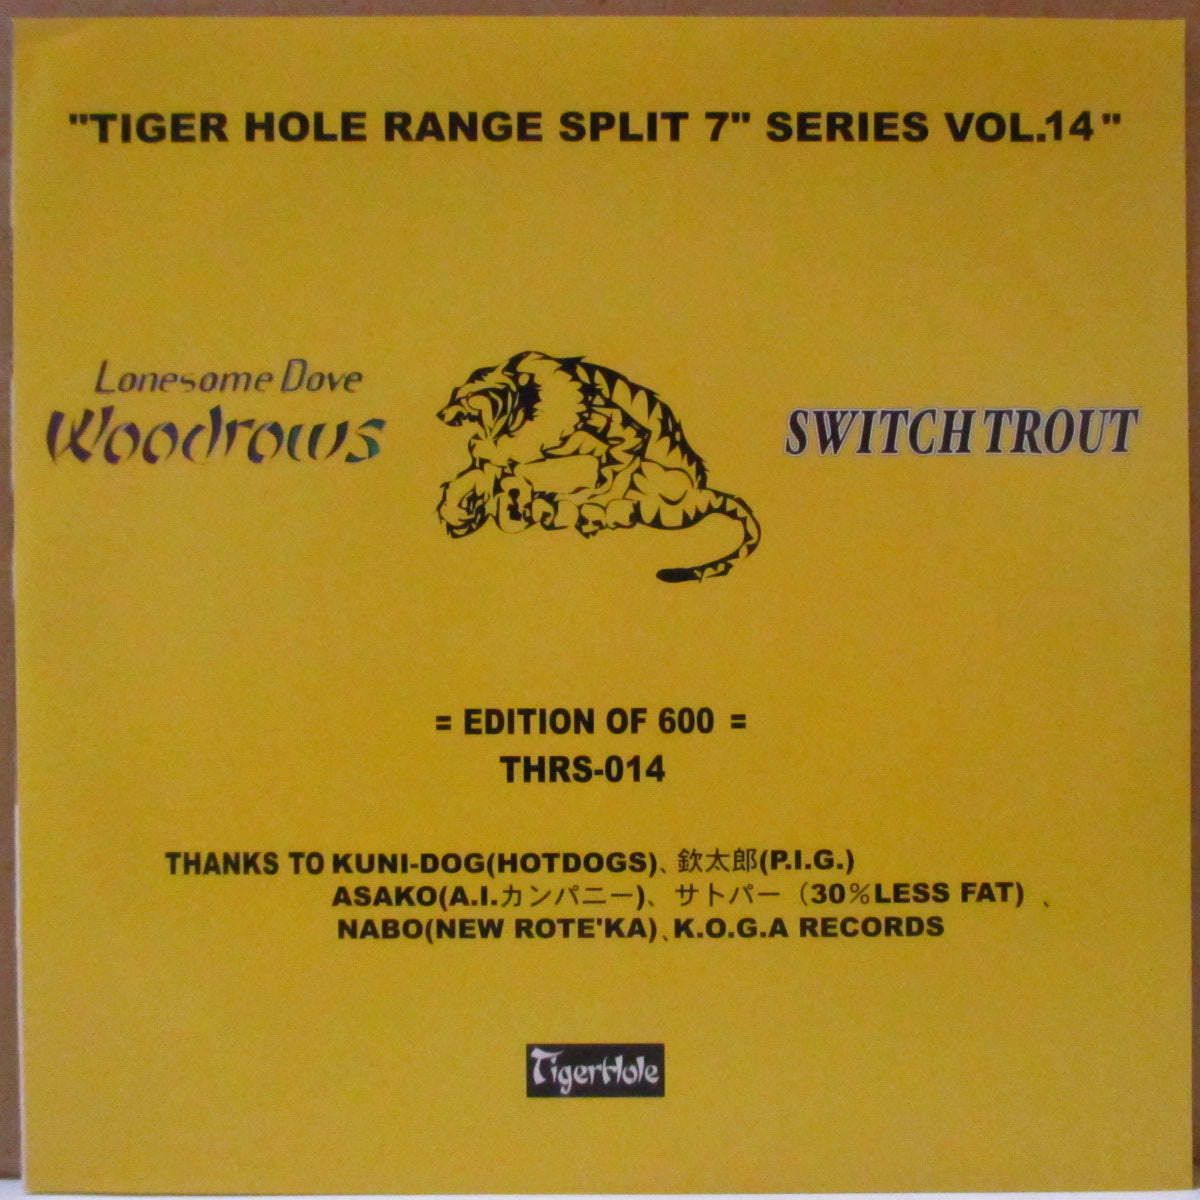 "TIGER HOLE RANGE SPLIT 7" SERIES VOL.14"
Lonesome Dove
Woodrows
SWITCH TROUT
= EDITION OF 600 =
THRS-014
THANKS TO KUNI-DOG(HOTDOGS)、欽太郎(P.I.G.)
ASAKO(A.I.カンパニー)、サトパー（30%LESS FAT）、
NABO(NEW ROTE'KA)、K.O.G.A RECORDS
TigerHole